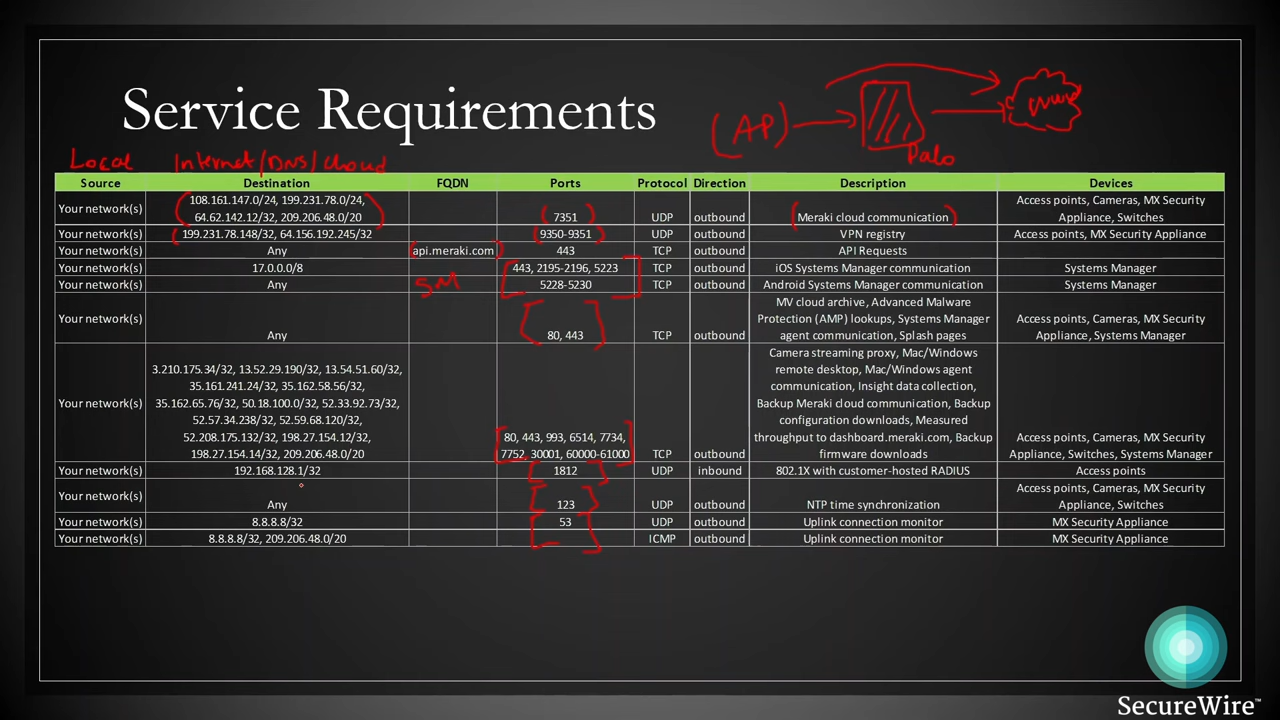 Service Requirements
(AP)
Palo
Local Internet/DNS/Cloud
Source Destination FQDN Ports Protocol Direction Description Devices
Your network(s) 108.161.147.0/24, 199.231.78.0/24,
64.62.142.12/32, 209.206.48.0/20 7351 UDP outbound Meraki cloud communication Access points, Cameras, MX Security
Appliance, Switches
Your network(s) 199.231.78.148/32, 64.156.192.245/32 9350-9351 UDP outbound VPN registry Access points, MX Security Appliance
Your network(s) Any api.meraki.com 443 TCP outbound API Requests
Your network(s) 17.0.0.0/8 443, 2195-2196, 5223 TCP outbound iOS Systems Manager communication Systems Manager
SM
Your network(s) Any 5228-5230 TCP outbound Android Systems Manager communication Systems Manager
Your network(s) Any 80, 443 TCP outbound MV cloud archive, Advanced Malware
Protection (AMP) lookups, Systems Manager
agent communication, Splash pages
Access points, Cameras, MX Security
Appliance, Systems Manager
Your network(s) 3.210.175.34/32, 13.52.29.190/32, 13.54.51.60/32,
35.161.241.24/32, 35.162.58.56/32,
35.162.65.76/32, 50.18.100.0/32, 52.33.92.73/32,
52.57.34.238/32, 52.59.68.120/32,
52.208.175.132/32, 198.27.154.12/32,
198.27.154.14/32, 209.206.48.0/20
80, 443, 993, 6514, 7734,
7752, 30001, 60000-61000 TCP outbound
Camera streaming proxy, Mac/Windows
remote desktop, Mac/Windows agent
communication, Insight data collection,
Backup Meraki cloud communication, Backup
configuration downloads, Measured
throughput to dashboard.meraki.com, Backup
firmware downloads
Access points, Cameras, MX Security
Appliance, Switches, Systems Manager
Your network(s) 192.168.128.1/32 1812 UDP inbound 802.1X with customer-hosted RADIUS Access points
Your network(s) Any 123 UDP outbound NTP time synchronization Access points, Cameras, MX Security
Appliance, Switches
Your network(s) 8.8.8.8/32 53 UDP outbound Uplink connection monitor MX Security Appliance
Your network(s) 8.8.8.8/32, 209.206.48.0/20 ICMP outbound Uplink connection monitor MX Security Appliance
SecureWire™